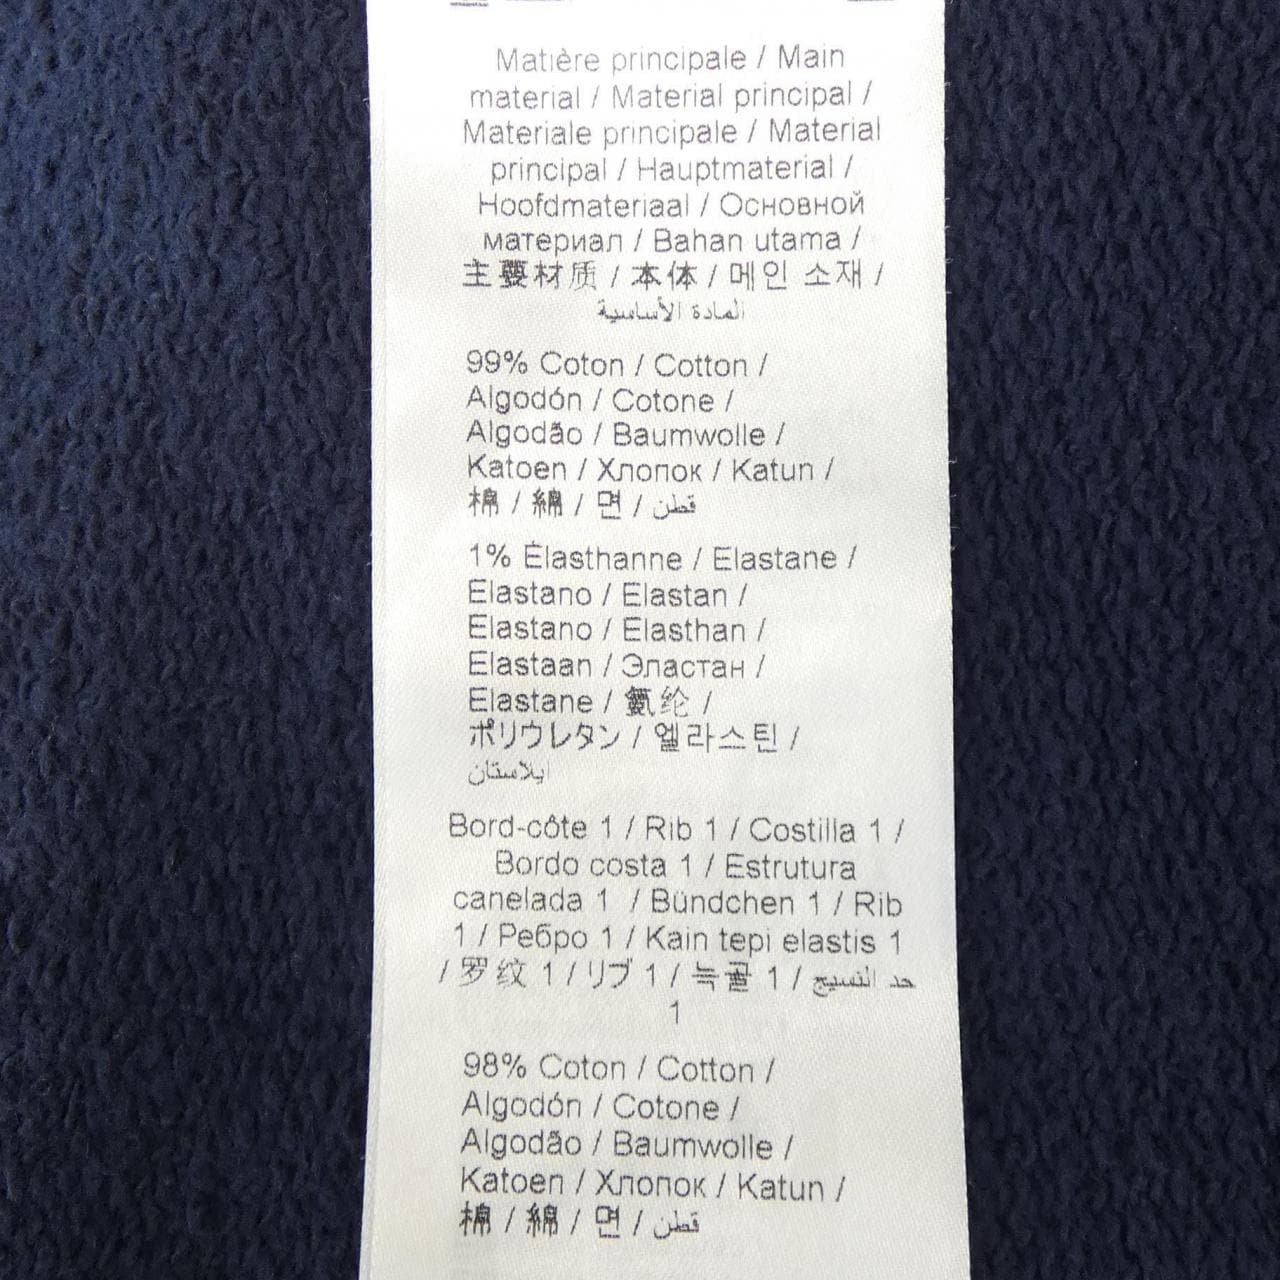 Matière principale / Main
material / Material principal /
Materiale principale / Material
principal / Hauptmaterial /
Hoofdmateriaal / Основной
материал / Bahan utama /
主要材质 / 本体 / 메인 소재 /
المادة الأساسية
99% Coton / Cotton /
Algodón / Cotone /
Algodão / Baumwolle /
Katoen / Хлопок / Katun /
棉 / 綿 / 면 / قطن
1% Élasthanne / Elastane /
Elastano / Elastan /
Elastano / Elasthan /
Elastaan / Эластан /
Elastane / 氨纶 /
ポリウレタン / 엘라스틴 /
ايلاستان
Bord-côte 1 / Rib 1 / Costilla 1 /
Bordo costa 1 / Estrutura
canelada 1 / Bündchen 1 / Rib
1 / Ребро 1 / Kain tepi elastis 1
/ 罗纹 1 / リブ 1 / 늑골 1 / حد النسيج
1
98% Coton / Cotton /
Algodón / Cotone /
Algodão / Baumwolle /
Katoen / Хлопок / Katun /
棉 / 綿 / 면 / قطن